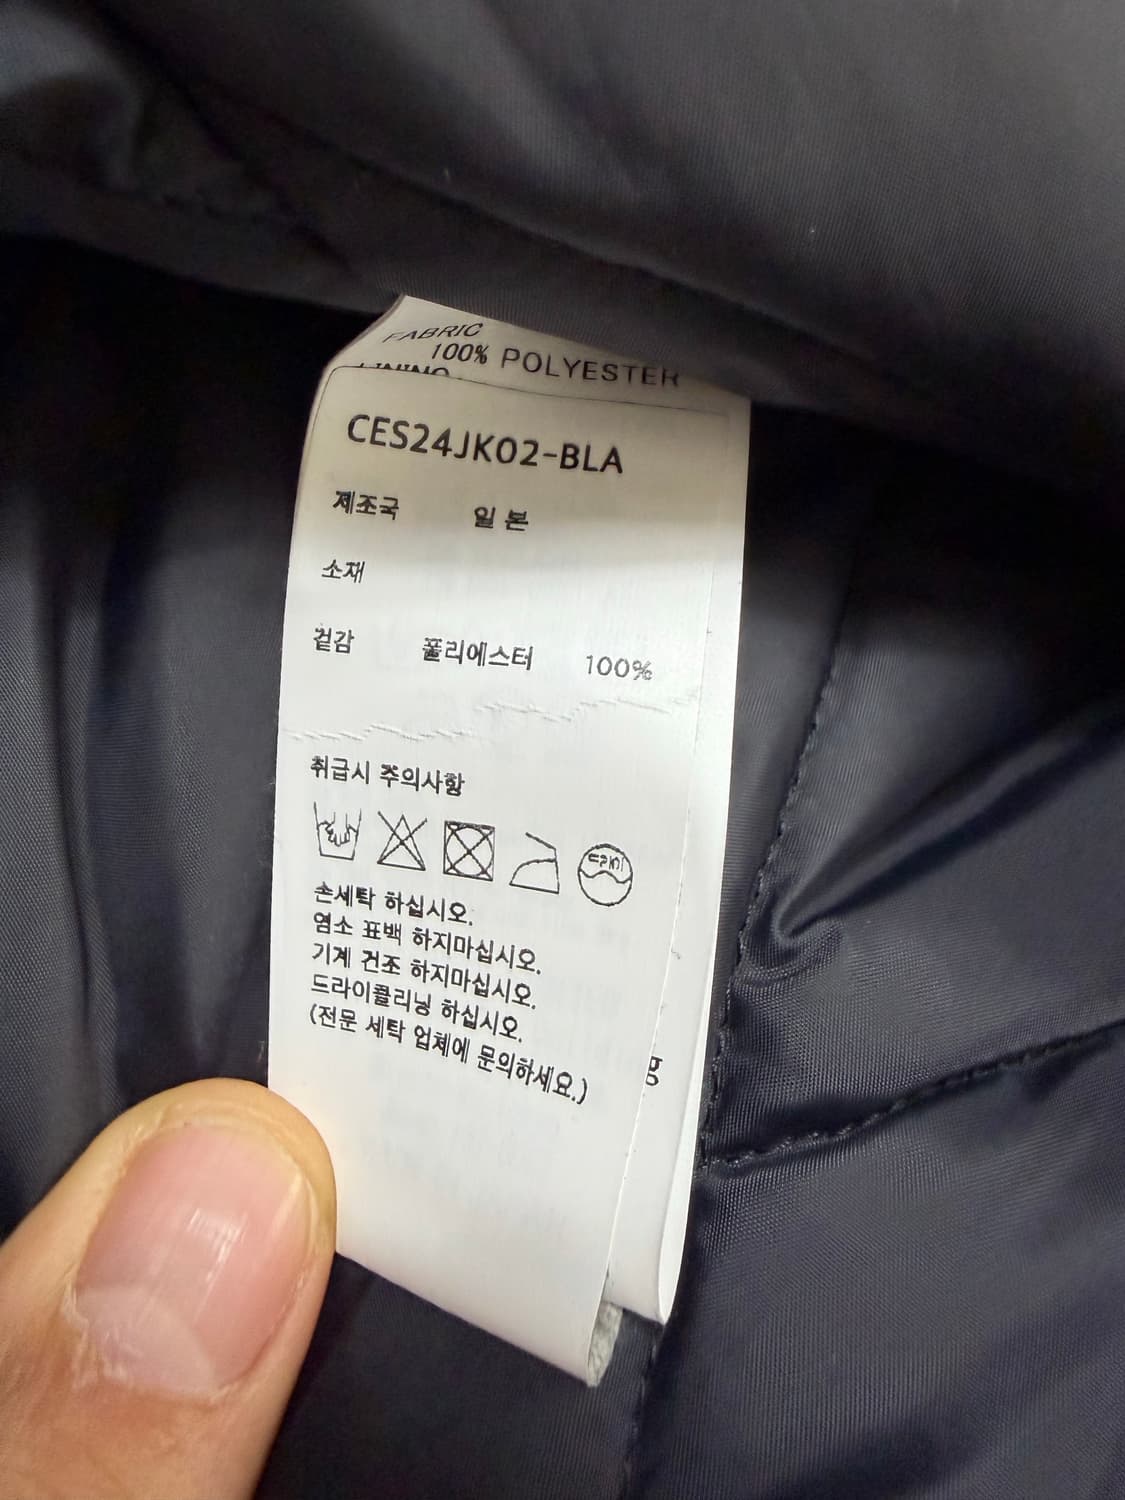 FABRIC
100% POLYESTER
LINING
CES24JK02-BLA
제조국 일본
소재
겉감 폴리에스터 100%
취급시 주의사항
드라이
손세탁 하십시오.
염소 표백 하지마십시오.
기계 건조 하지마십시오.
드라이클리닝 하십시오.
(전문 세탁 업체에 문의하세요.)
g